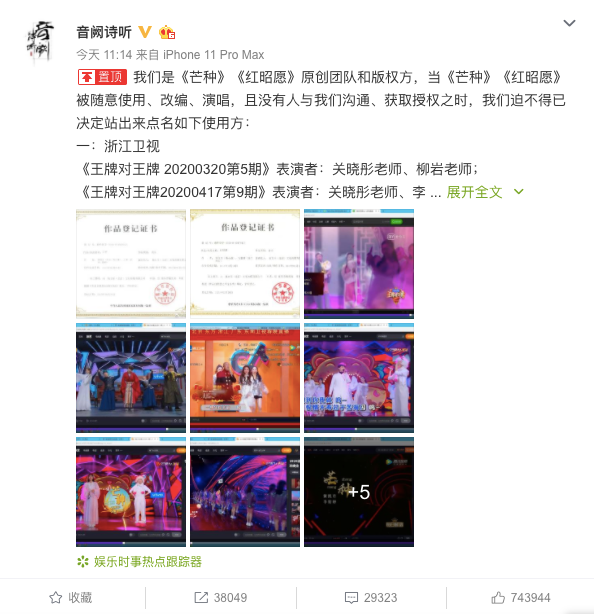 音阙诗听
今天 11:14 来自 iPhone 11 Pro Max
置顶 我们是《芒种》《红昭愿》原创团队和版权方，当《芒种》《红昭愿》
被随意使用、改编、演唱，且没有人与我们沟通、获取授权之时，我们迫不得已
决定站出来点名如下使用方：
一：浙江卫视
《王牌对王牌 20200320第5期》表演者：关晓彤老师、柳岩老师；
《王牌对王牌20200417第9期》表演者：关晓彤老师、李 ... 展开全文
作品登记证书
作品登记证书
芒种
+5
娱乐时事热点跟踪器
收藏
38049
29323
743944